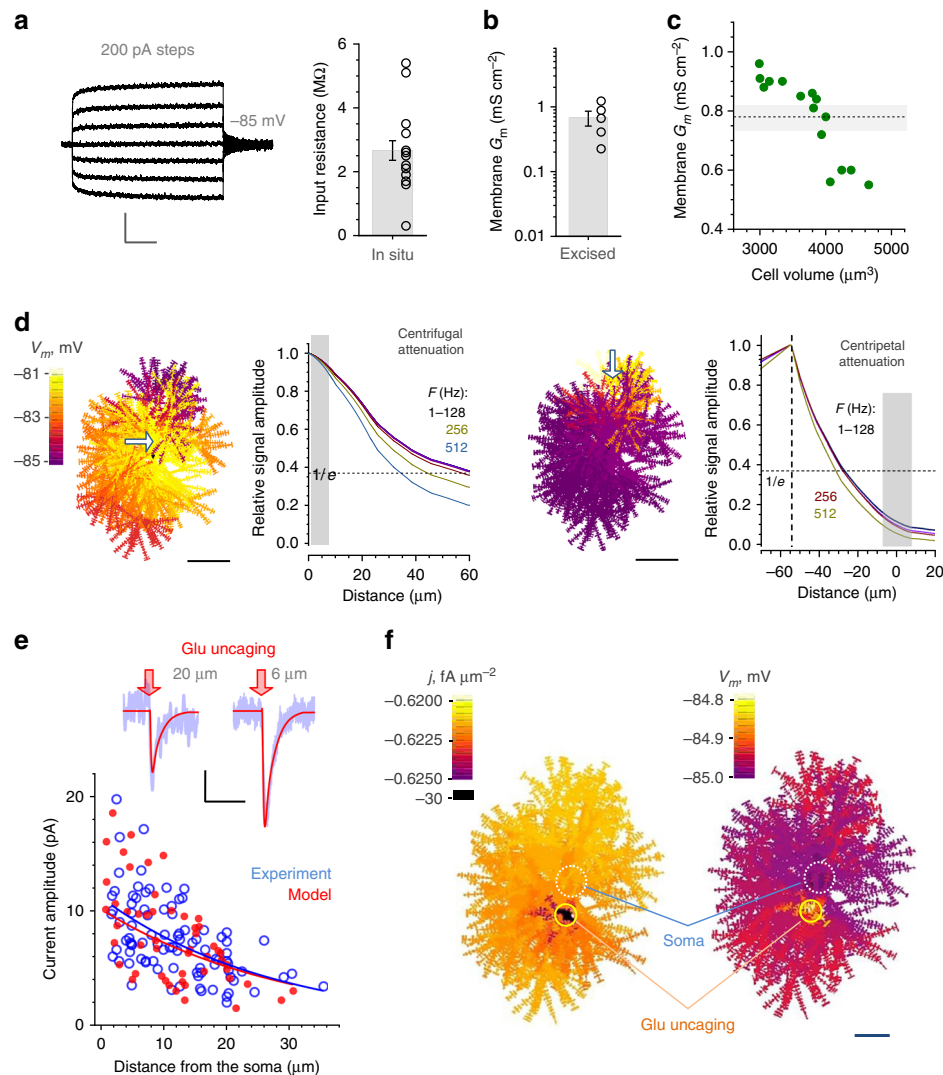 a
200 pA steps
−85 mV
Input resistance (MΩ)
6
4
2
0
In situ
b
Membrane Gm (mS cm−2)
1
0.1
0.01
Excised
c
Membrane Gm (mS cm−2)
1.0
0.8
0.6
0.4
3000 4000 5000
Cell volume (μm3)
d
Vm, mV
−81
−83
−85
Relative signal amplitude
1.0
0.8
0.6
0.4
0.2
0.0
Centrifugal
attenuation
F (Hz):
1–128
256
512
1/e
0 20 40 60
Distance (μm)
Relative signal amplitude
1.0
0.8
0.6
0.4
0.2
0.0
Centripetal
attenuation
F (Hz):
1–128
1/e
256
512
−60 −40 −20 0 20
Distance (μm)
e
Glu uncaging
20 μm
6 μm
Current amplitude (pA)
20
10
0
Experiment
Model
0 10 20 30
Distance from the soma (μm)
f
j, fA μm−2
−0.6200
−0.6225
−0.6250
−30
Vm, mV
−84.8
−84.9
−85.0
Soma
Glu uncaging